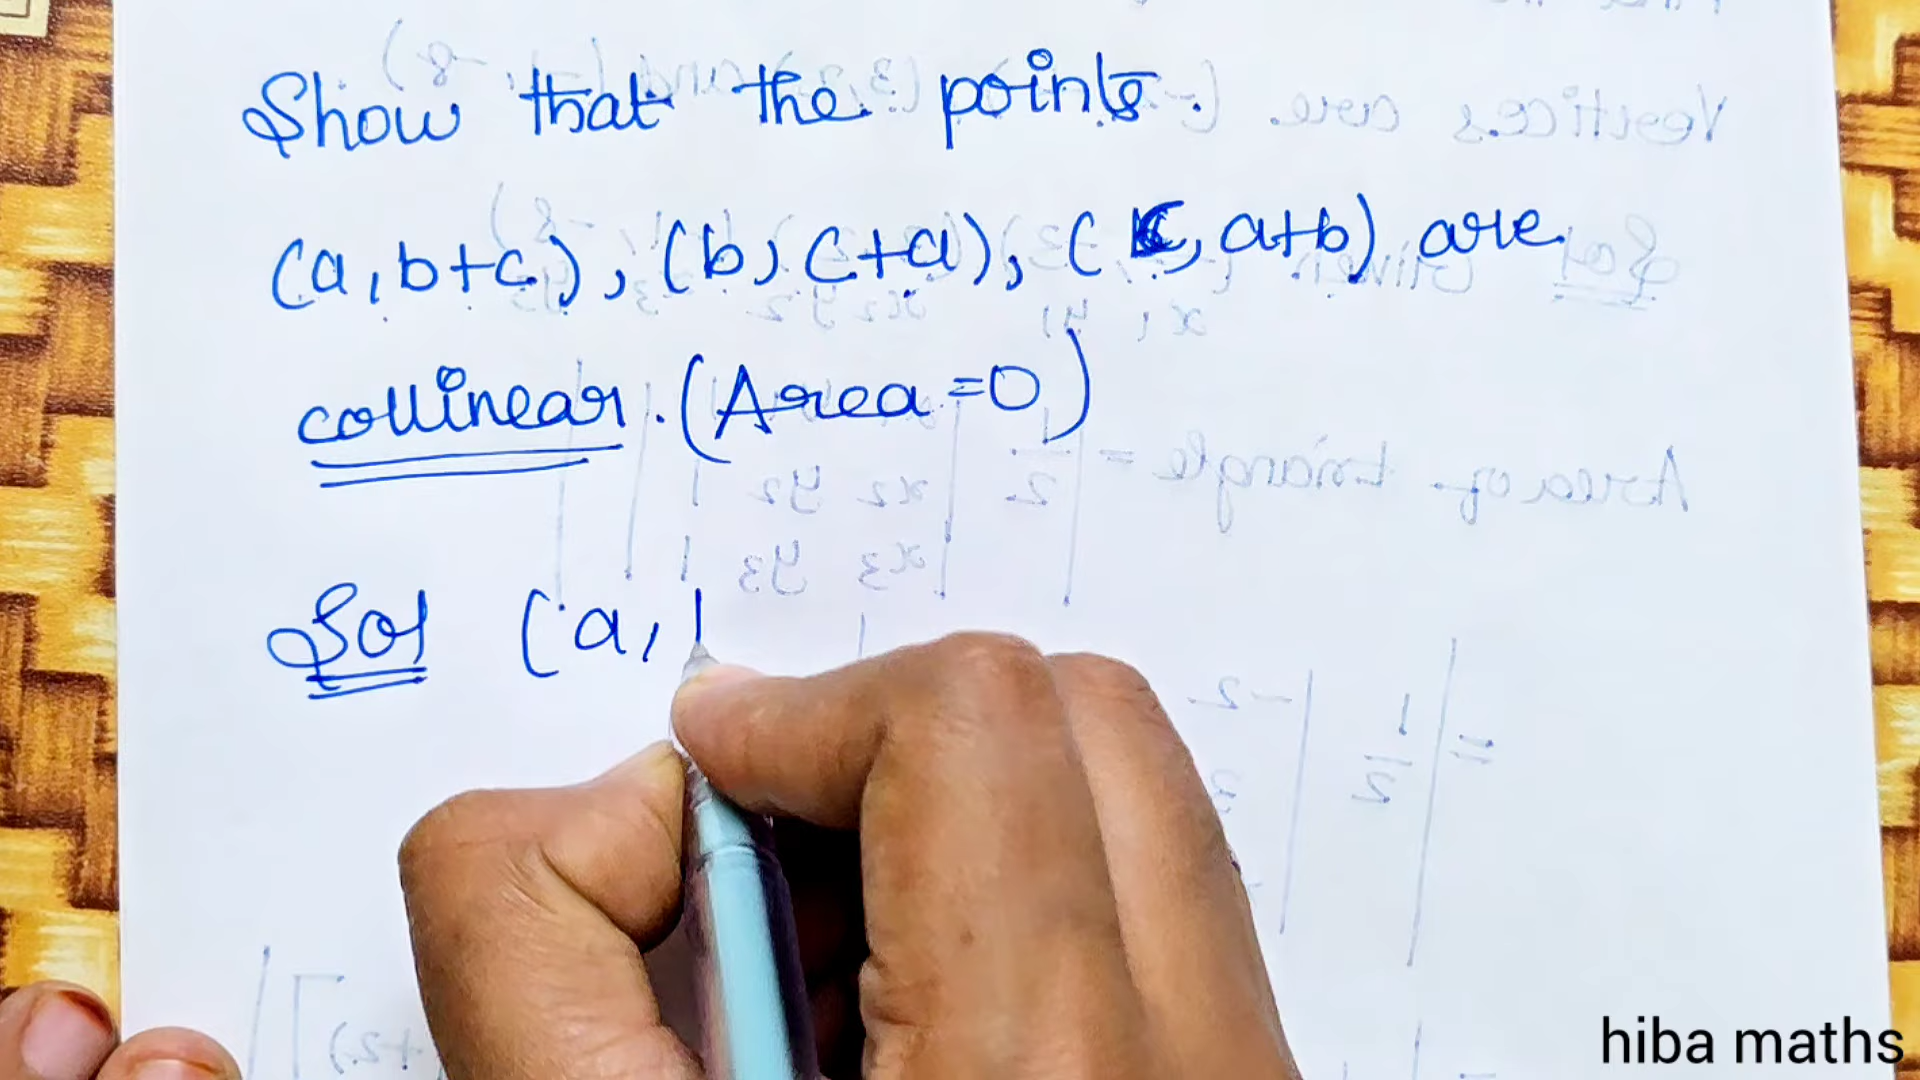 Show that the points.
(a, b+c), (b, c+a), (c, a+b) are
collinear. (Area = 0)
Sol (a, 
hiba maths